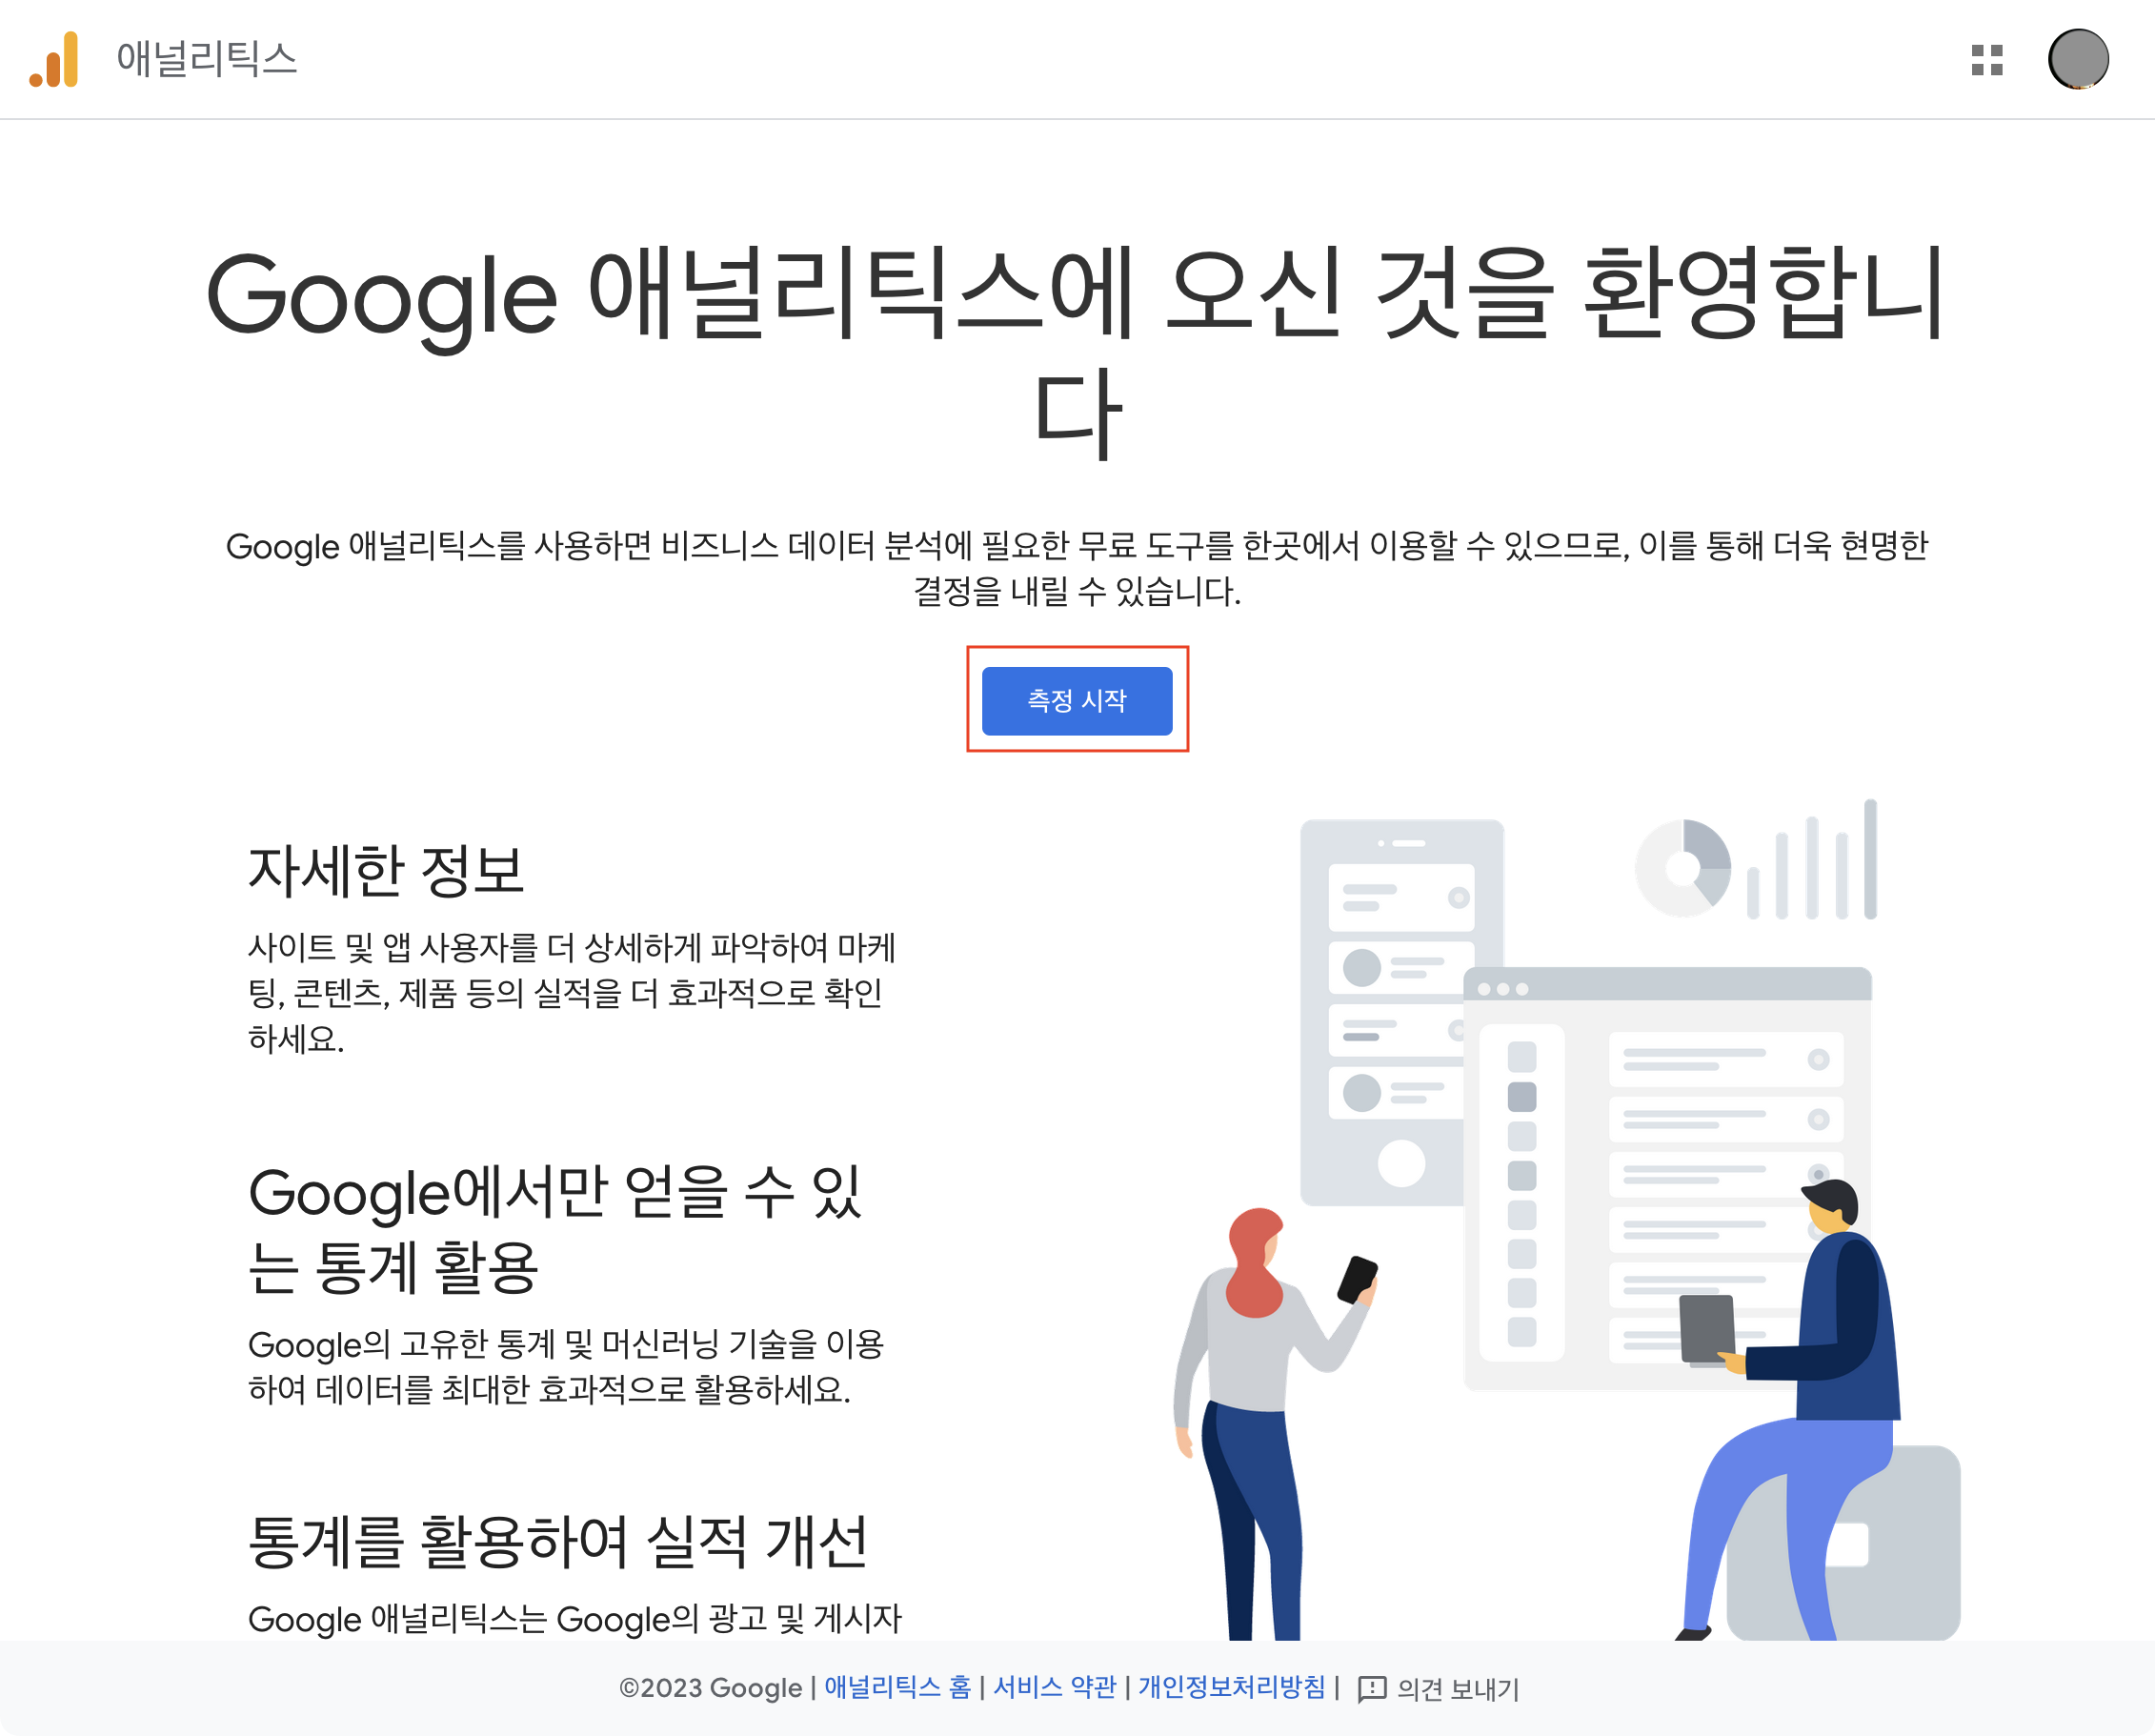 애널리틱스
Google 애널리틱스에 오신 것을 환영합니
다
Google 애널리틱스를 사용하면 비즈니스 데이터 분석에 필요한 무료 도구를 한곳에서 이용할 수 있으므로, 이를 통해 더욱 현명한
결정을 내릴 수 있습니다.
측정 시작
자세한 정보
사이트 및 앱 사용자를 더 상세하게 파악하여 마케
팅, 콘텐츠, 제품 등의 실적을 더 효과적으로 확인
하세요.
Google에서만 얻을 수 있
는 통계 활용
Google의 고유한 통계 및 머신러닝 기술을 이용
하여 데이터를 최대한 효과적으로 활용하세요.
통계를 활용하여 실적 개선
Google 애널리틱스는 Google의 광고 및 게시자
©2023 Google | 애널리틱스 홈 | 서비스 약관 | 개인정보처리방침 | 의견 보내기